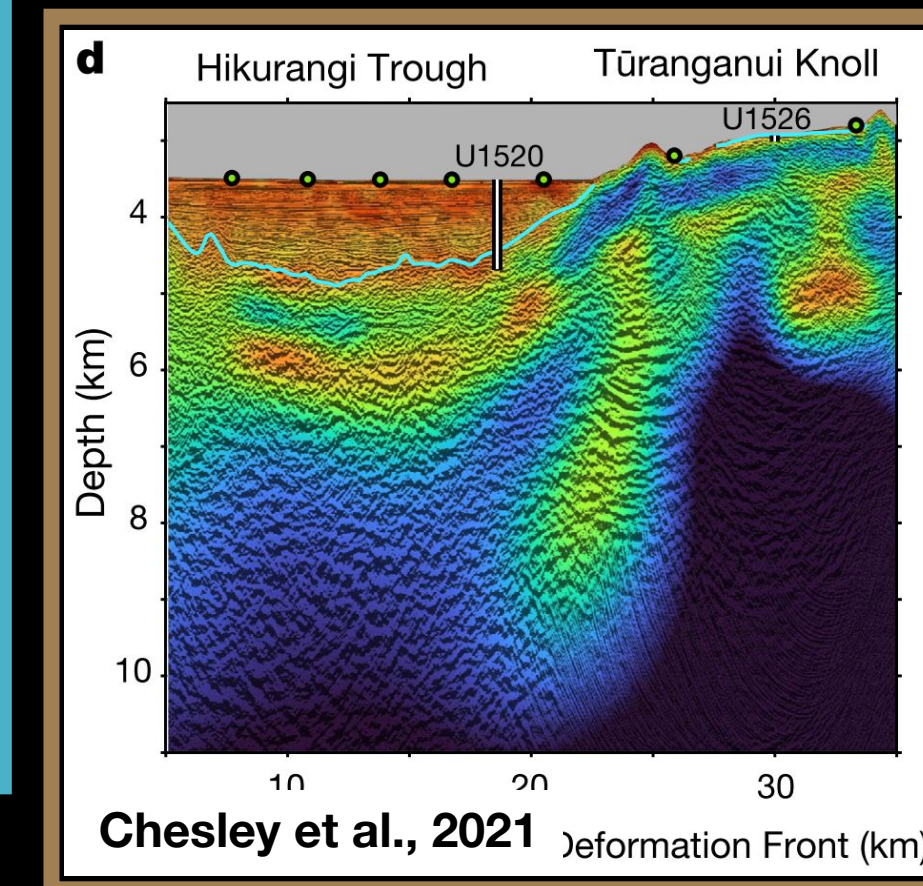 d
Hikurangi Trough
Tūranganui Knoll
U1520
U1526
4
6
8
10
Depth (km)
10
20
30
Chesley et al., 2021
Deformation Front (km)